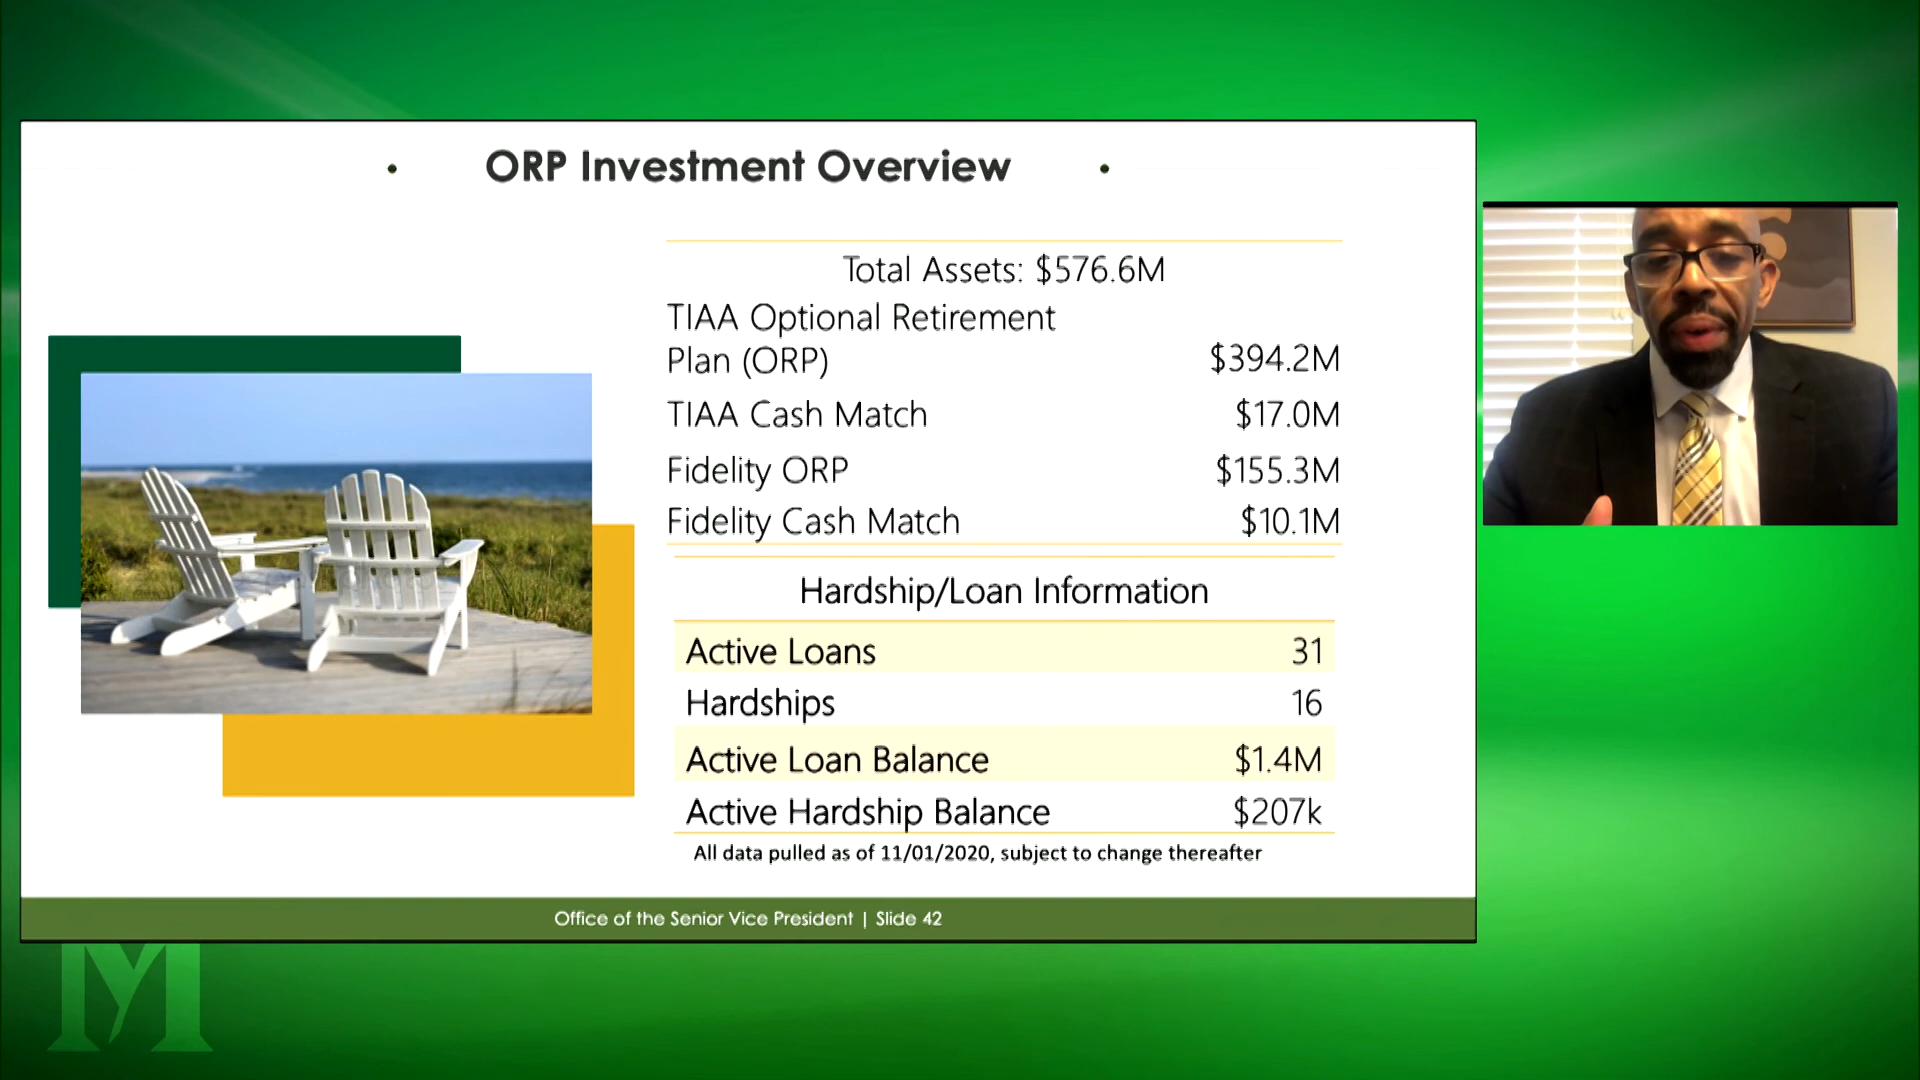 ORP Investment Overview
Total Assets: $576.6M
TIAA Optional Retirement
Plan (ORP) $394.2M
TIAA Cash Match $17.0M
Fidelity ORP $155.3M
Fidelity Cash Match $10.1M
Hardship/Loan Information
Active Loans 31
Hardships 16
Active Loan Balance $1.4M
Active Hardship Balance $207k
All data pulled as of 11/01/2020, subject to change thereafter
Office of the Senior Vice President | Slide 42
M